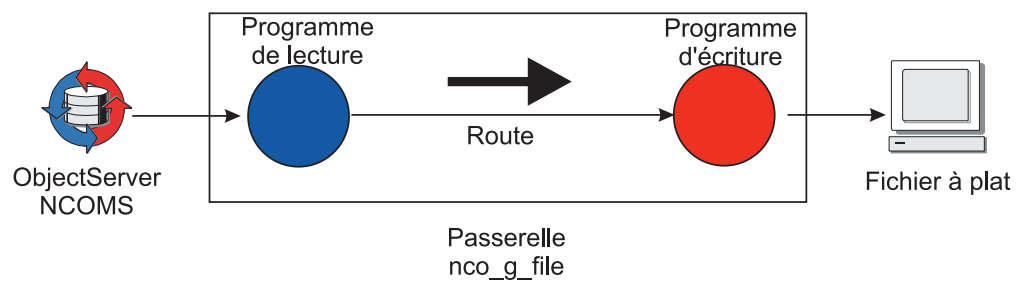 Programme
de lecture
Programme
d'écriture
Route
ObjectServer
NCOMS
Fichier à plat
Passerelle
nco_g_file